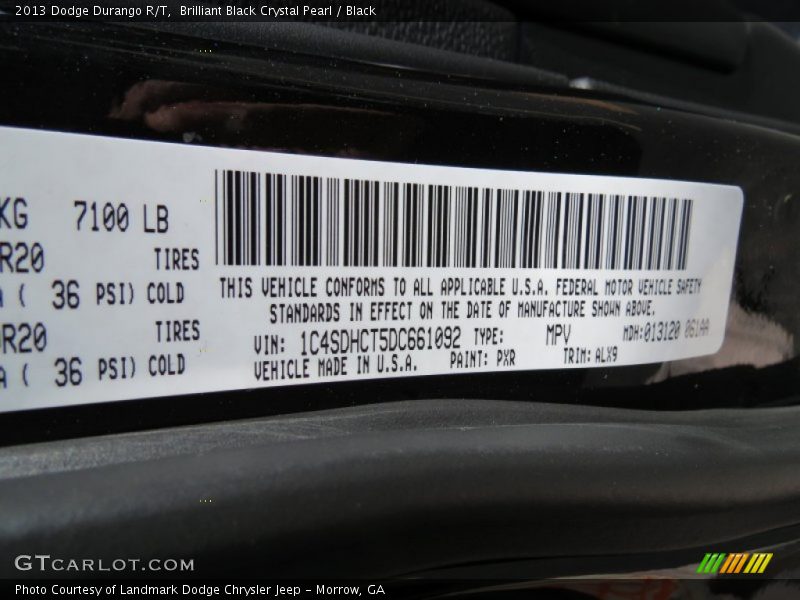 2013 Dodge Durango R/T,  Brilliant Black Crystal Pearl / Black
KG 7100 LB
R20 TIRES
( 36 PSI) COLD
R20 TIRES
( 36 PSI) COLD
THIS VEHICLE CONFORMS TO ALL APPLICABLE U.S.A. FEDERAL MOTOR VEHICLE SAFETY
STANDARDS IN EFFECT ON THE DATE OF MANUFACTURE SHOWN ABOVE.
VIN: 1C4SDHCT5DC661092 TYPE: MPV MDH:013120 061AA
VEHICLE MADE IN U.S.A. PAINT: PXR TRIM: ALX9
GTCARLOT.COM
Photo Courtesy of Landmark Dodge Chrysler Jeep - Morrow, GA